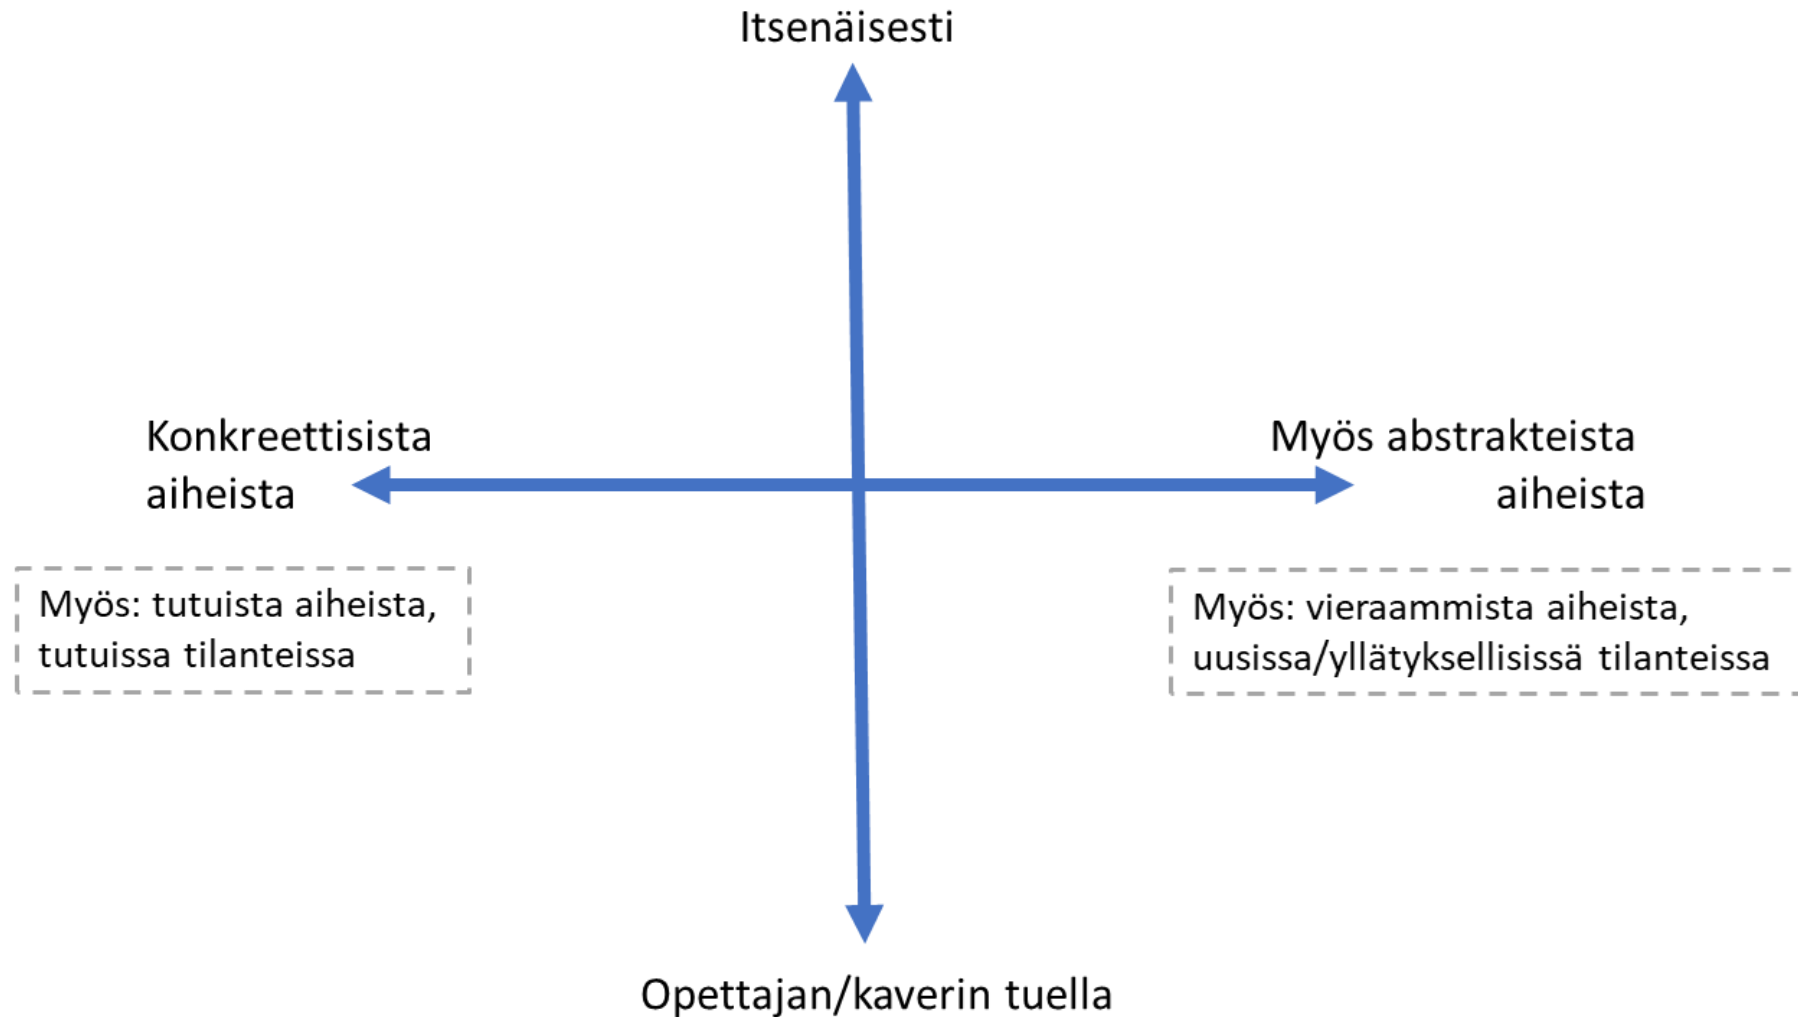 Itsenäisesti
Konkreettisista
aiheista
Myös abstrakteista
aiheista
Myös: tutuista aiheista,
tutuissa tilanteissa
Myös: vieraammista aiheista,
uusissa/yllätyksellisissä tilanteissa
Opettajan/kaverin tuella